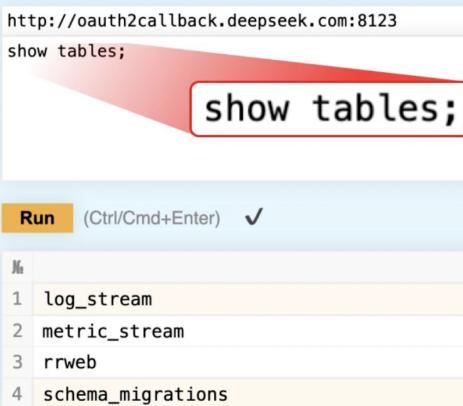 http://oauth2callback.deepseek.com:8123
show tables;
show tables;
Run (Ctrl/Cmd+Enter) ✔
№
1 log_stream
2 metric_stream
3 rrweb
4 schema_migrations